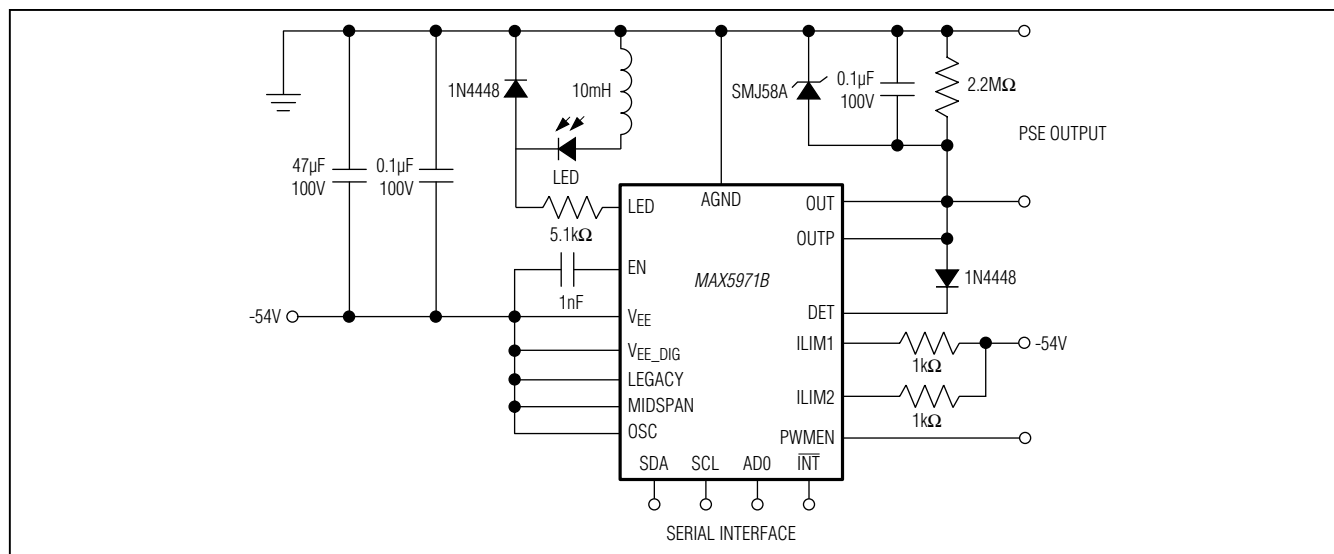 1N4448
10mH
SMJ58A
0.1µF
100V
2.2MΩ
PSE OUTPUT
47µF
100V
0.1µF
100V
LED
5.1kΩ
1nF
-54V
LED
EN
VEE
VEE_DIG
LEGACY
MIDSPAN
OSC
AGND
MAX5971B
OUT
OUTP
DET
ILIM1
ILIM2
PWMEN
1N4448
1kΩ
-54V
1kΩ
SDA SCL AD0 INT
SERIAL INTERFACE